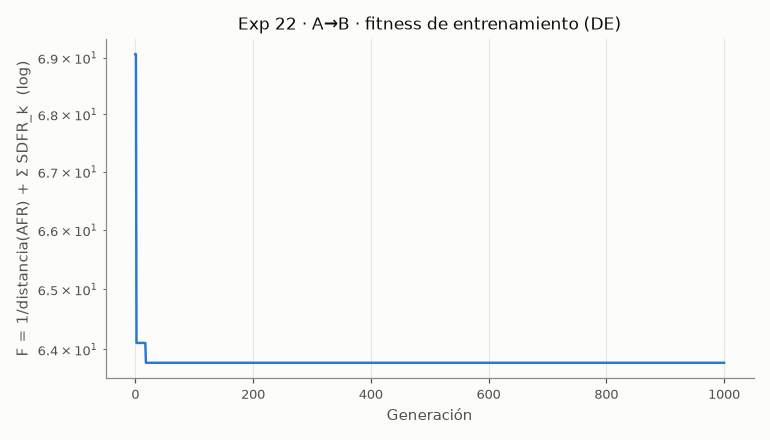 Exp 22 · A→B · fitness de entrenamiento (DE)
F = 1/distancia(AFR) + Σ SDFR_k (log)
6.9 × 10¹
6.8 × 10¹
6.7 × 10¹
6.6 × 10¹
6.5 × 10¹
6.4 × 10¹
0 200 400 600 800 1000
Generación